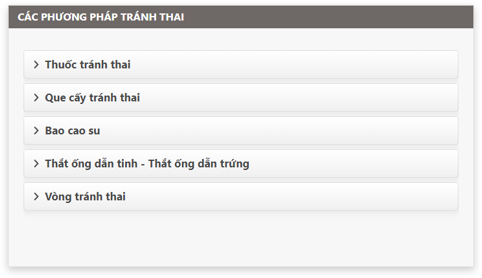 CÁC PHƯƠNG PHÁP TRÁNH THAI
Thuốc tránh thai
Que cấy tránh thai
Bao cao su
Thắt ống dẫn tinh - Thắt ống dẫn trứng
Vòng tránh thai